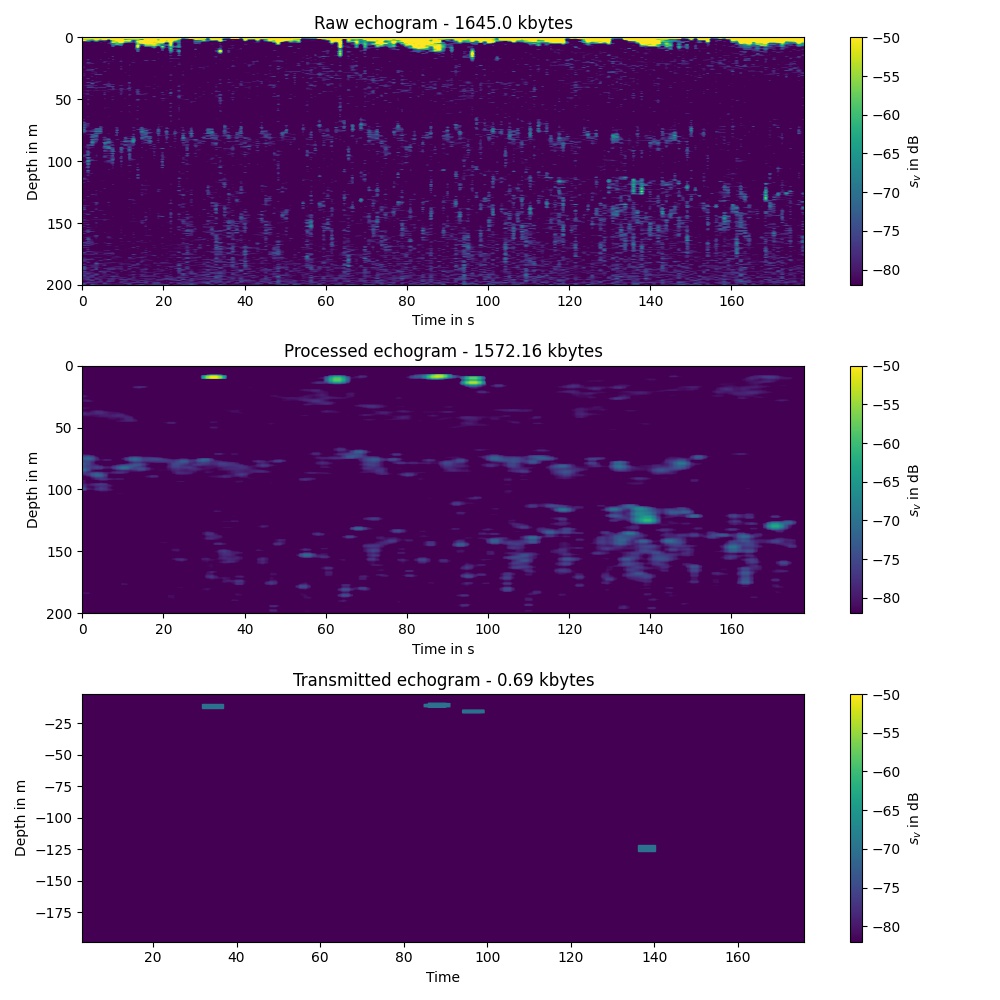 Raw echogram - 1645.0 kbytes
0
50
100
150
200
Depth in m
0 20 40 60 80 100 120 140 160
Time in s
−50
−55
−60
−65
−70
−75
−80
sv in dB
Processed echogram - 1572.16 kbytes
0
50
100
150
200
Depth in m
0 20 40 60 80 100 120 140 160
Time in s
−50
−55
−60
−65
−70
−75
−80
sv in dB
Transmitted echogram - 0.69 kbytes
−25
−50
−75
−100
−125
−150
−175
Depth in m
20 40 60 80 100 120 140 160
Time
−50
−55
−60
−65
−70
−75
−80
sv in dB